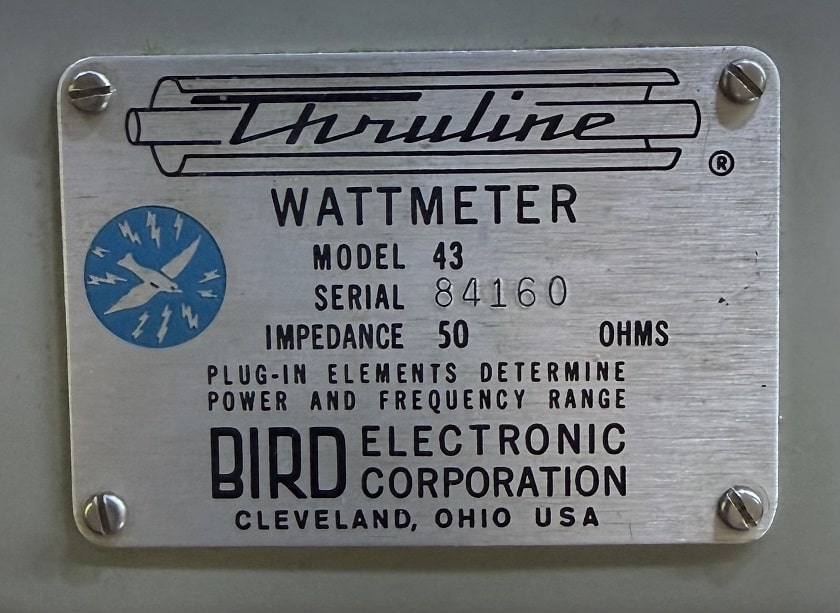 Thruline ®
WATTMETER
MODEL 43
SERIAL 84160
IMPEDANCE 50 OHMS
PLUG-IN ELEMENTS DETERMINE
POWER AND FREQUENCY RANGE
BIRD ELECTRONIC
CORPORATION
CLEVELAND, OHIO USA